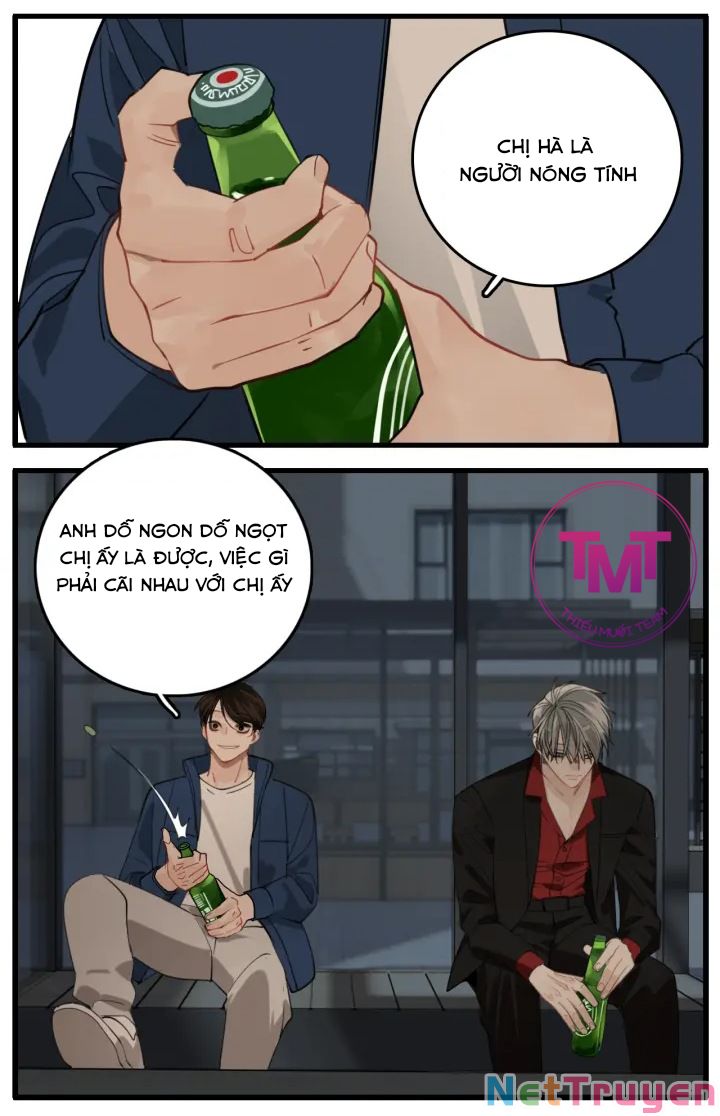 CHỊ HÀ LÀ
NGƯỜI NÓNG TÍNH
ANH DỖ NGON DỖ NGỌT
CHỊ ẤY LÀ ĐƯỢC, VIỆC GÌ
PHẢI CÃI NHAU VỚI CHỊ ẤY
TMT
THIẾU MUỐI TEAM
NetTruyen